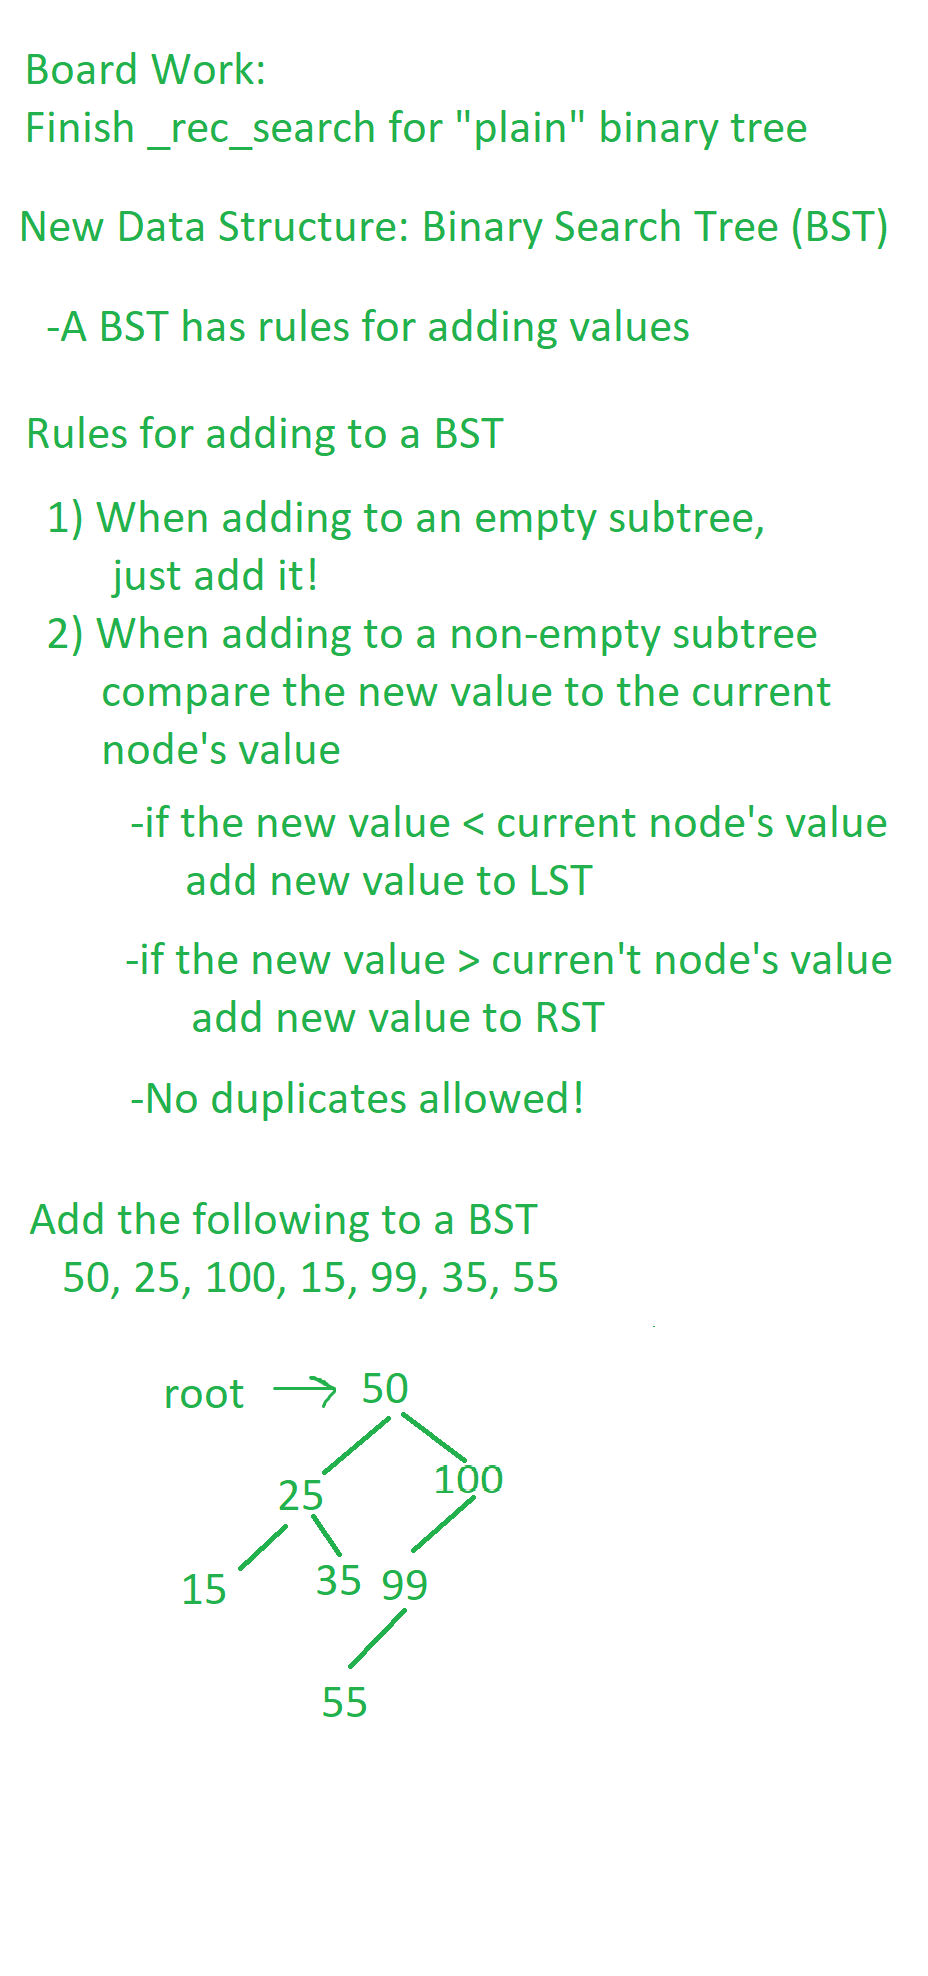 Board Work:
Finish _rec_search for "plain" binary tree
New Data Structure: Binary Search Tree (BST)
-A BST has rules for adding values
Rules for adding to a BST
1) When adding to an empty subtree,
just add it!
2) When adding to a non-empty subtree
compare the new value to the current
node's value
-if the new value < current node's value
add new value to LST
-if the new value > curren't node's value
add new value to RST
-No duplicates allowed!
Add the following to a BST
50, 25, 100, 15, 99, 35, 55
root 50
25 100
15 35 99
55